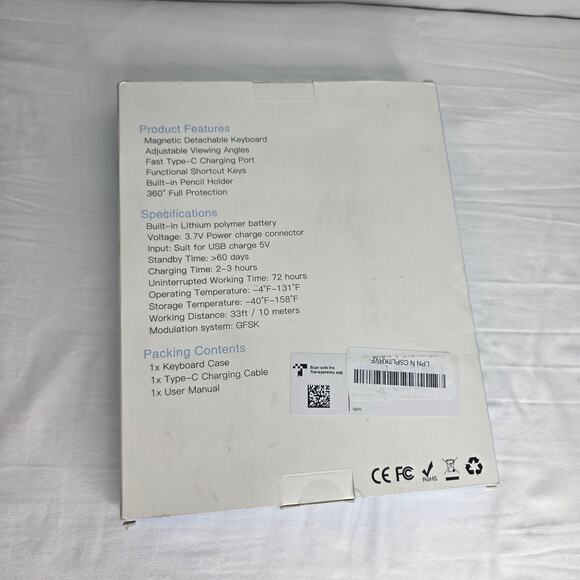 Product Features
Magnetic Detachable Keyboard
Adjustable Viewing Angles
Fast Type-C Charging Port
Functional Shortcut Keys
Built-in Pencil Holder
360° Full Protection
Specifications
Built-in Lithium polymer battery
Voltage: 3.7V Power charge connector
Input: Suit for USB charge 5V
Standby Time: >60 days
Charging Time: 2-3 hours
Uninterrupted Working Time: 72 hours
Operating Temperature: -4°F-131°F
Storage Temperature: -40°F-158°F
Working Distance: 33ft / 10 meters
Modulation system: GFSK
Packing Contents
1x Keyboard Case
1x Type-C Charging Cable
1x User Manual
Scan with the
Transparency app
CE FC
RoHS